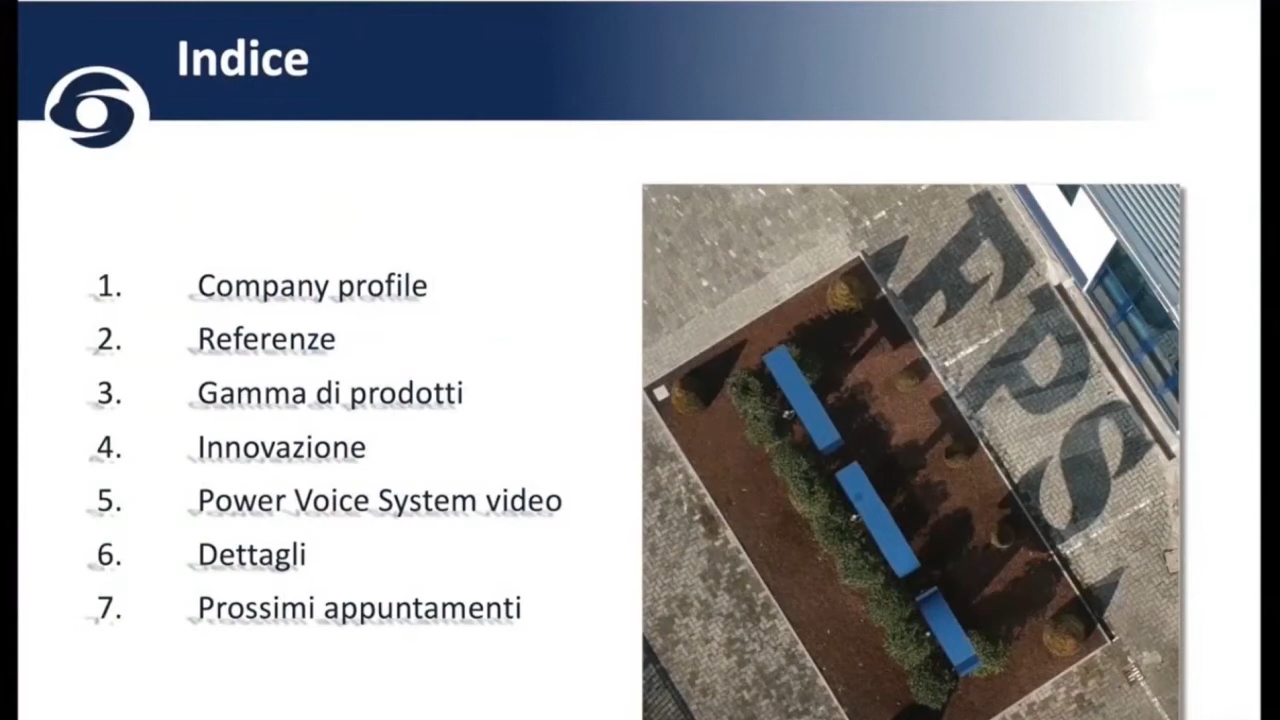 Indice
1. Company profile
2. Referenze
3. Gamma di prodotti
4. Innovazione
5. Power Voice System video
6. Dettagli
7. Prossimi appuntamenti
FPS